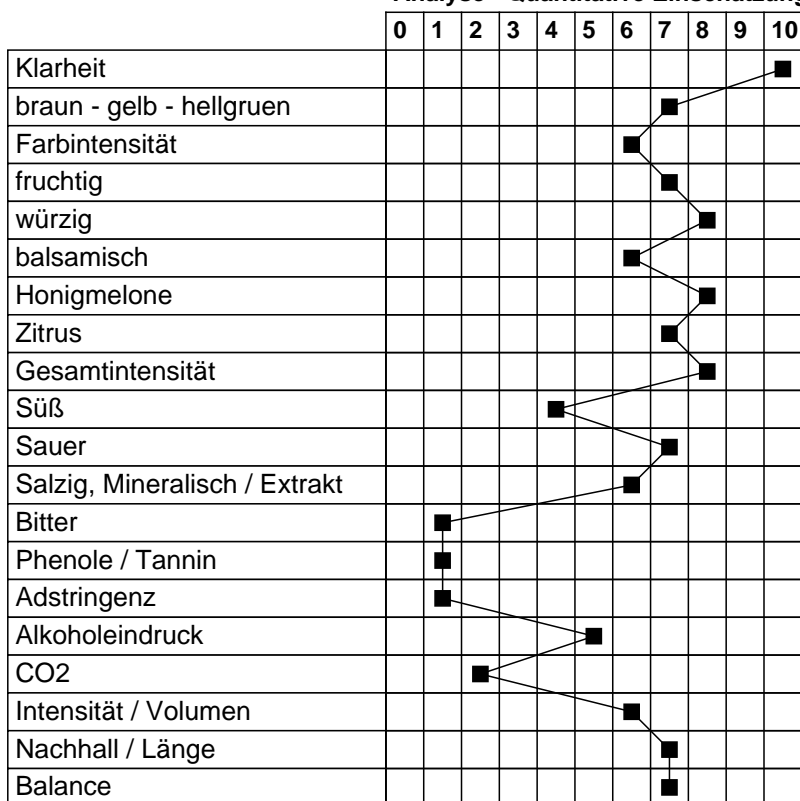 0 1 2 3 4 5 6 7 8 9 10
Klarheit
braun - gelb - hellgruen
Farbintensität
fruchtig
würzig
balsamisch
Honigmelone
Zitrus
Gesamtintensität
Süß
Sauer
Salzig, Mineralisch / Extrakt
Bitter
Phenole / Tannin
Adstringenz
Alkoholeindruck
CO2
Intensität / Volumen
Nachhall / Länge
Balance